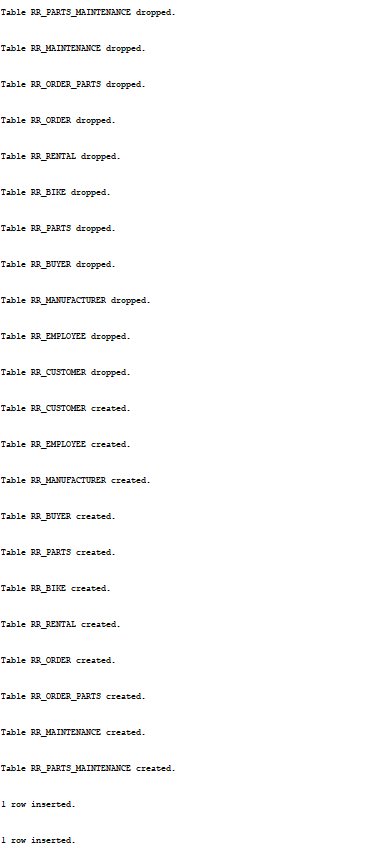 Table RR_PARTS_MAINTENANCE dropped.
Table RR_MAINTENANCE dropped.
Table RR_ORDER_PARTS dropped.
Table RR_ORDER dropped.
Table RR_RENTAL dropped.
Table RR_BIKE dropped.
Table RR_PARTS dropped.
Table RR_BUYER dropped.
Table RR_MANUFACTURER dropped.
Table RR_EMPLOYEE dropped.
Table RR_CUSTOMER dropped.
Table RR_CUSTOMER created.
Table RR_EMPLOYEE created.
Table RR_MANUFACTURER created.
Table RR_BUYER created.
Table RR_PARTS created.
Table RR_BIKE created.
Table RR_RENTAL created.
Table RR_ORDER created.
Table RR_ORDER_PARTS created.
Table RR_MAINTENANCE created.
Table RR_PARTS_MAINTENANCE created.
1 row inserted.
1 row inserted.